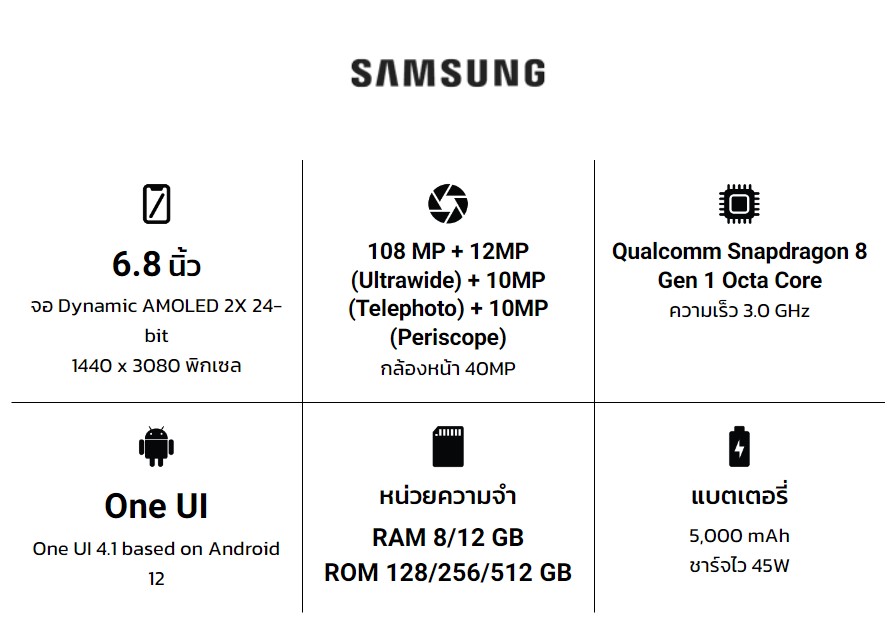 SAMSUNG
6.8 นิ้ว
จอ Dynamic AMOLED 2X 24-
bit
1440 x 3080 พิกเซล
108 MP + 12MP
(Ultrawide) + 10MP
(Telephoto) + 10MP
(Periscope)
กล้องหน้า 40MP
Qualcomm Snapdragon 8
Gen 1 Octa Core
ความเร็ว 3.0 GHz
One UI
One UI 4.1 based on Android
12
หน่วยความจำ
RAM 8/12 GB
ROM 128/256/512 GB
แบตเตอรี่
5,000 mAh
ชาร์จไว 45W